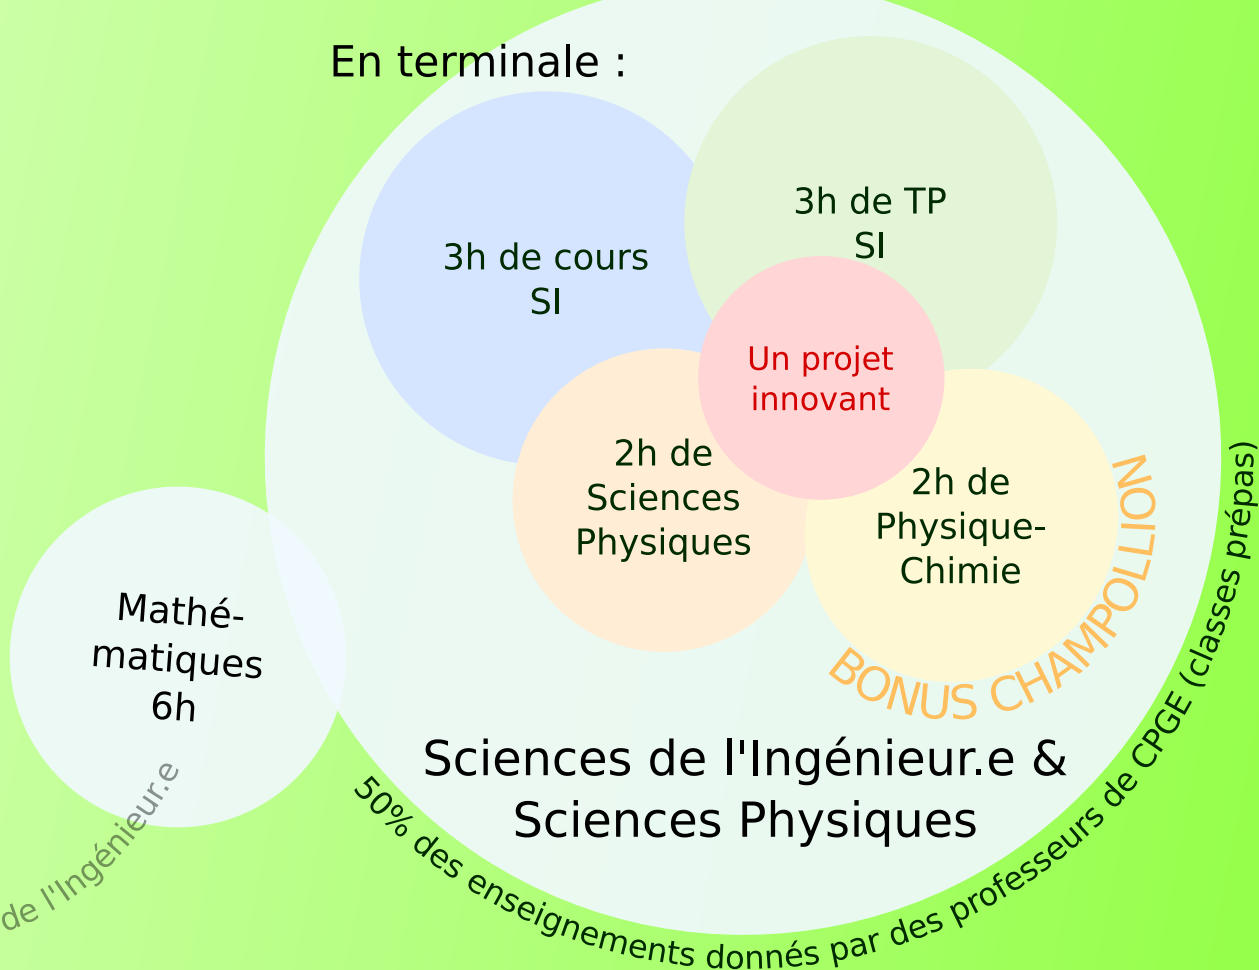 En terminale :
3h de cours
SI
3h de TP
SI
Un projet
innovant
2h de
Sciences
Physiques
2h de
Physique-
Chimie
BONUS CHAMPOLLION
Mathé-
matiques
6h
de l'Ingénieur.e
Sciences de l'Ingénieur.e &
Sciences Physiques
50% des enseignements donnés par des professeurs de CPGE (classes prépas)